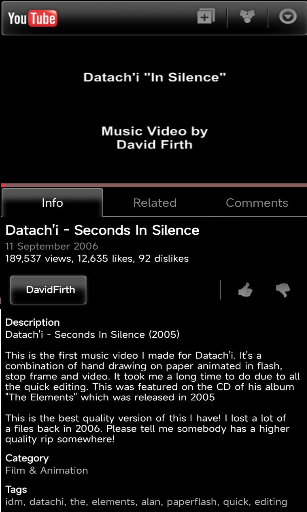 YouTube
Datach'i "In Silence"
Music Video by
David Firth
Info
Related
Comments
Datach'i - Seconds In Silence
11 September 2006
189,537 views, 12,635 likes, 92 dislikes
DavidFirth
Description
Datach'i - Seconds In Silence (2005)
This is the first music video I made for Datach'i. It's a
combination of hand drawing on paper animated in flash,
stop frame and video. It took me a long time to do due to all
the quick editing. This was featured on the CD of his album
"The Elements" which was released in 2005
This is the best quality version of this I have! I lost a lot of
a files back in 2006. Please tell me somebody has a higher
quality rip somewhere!
Category
Film & Animation
Tags
idm, datachi, the, elements, alan, paperflash, quick, editing